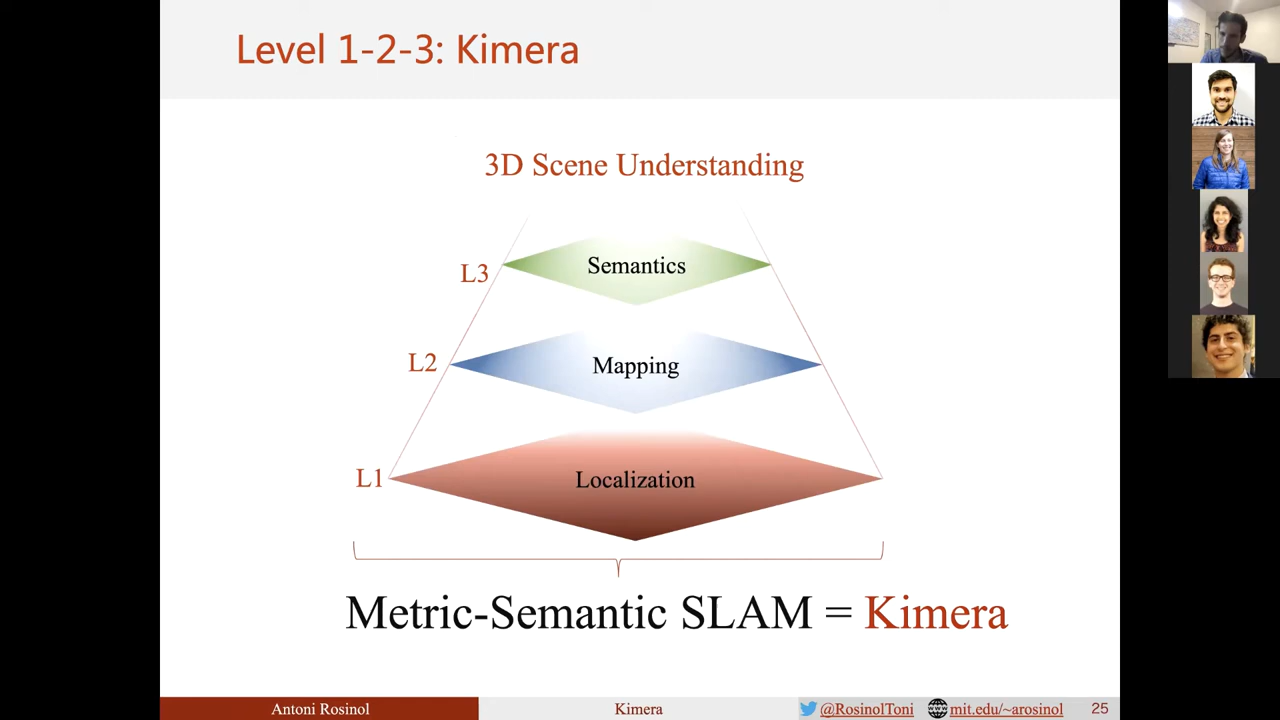 Level 1-2-3: Kimera
3D Scene Understanding
L3
Semantics
L2
Mapping
L1
Localization
Metric-Semantic SLAM = Kimera
Antoni Rosinol
Kimera
@RosinolToni
mit.edu/~arosinol
25